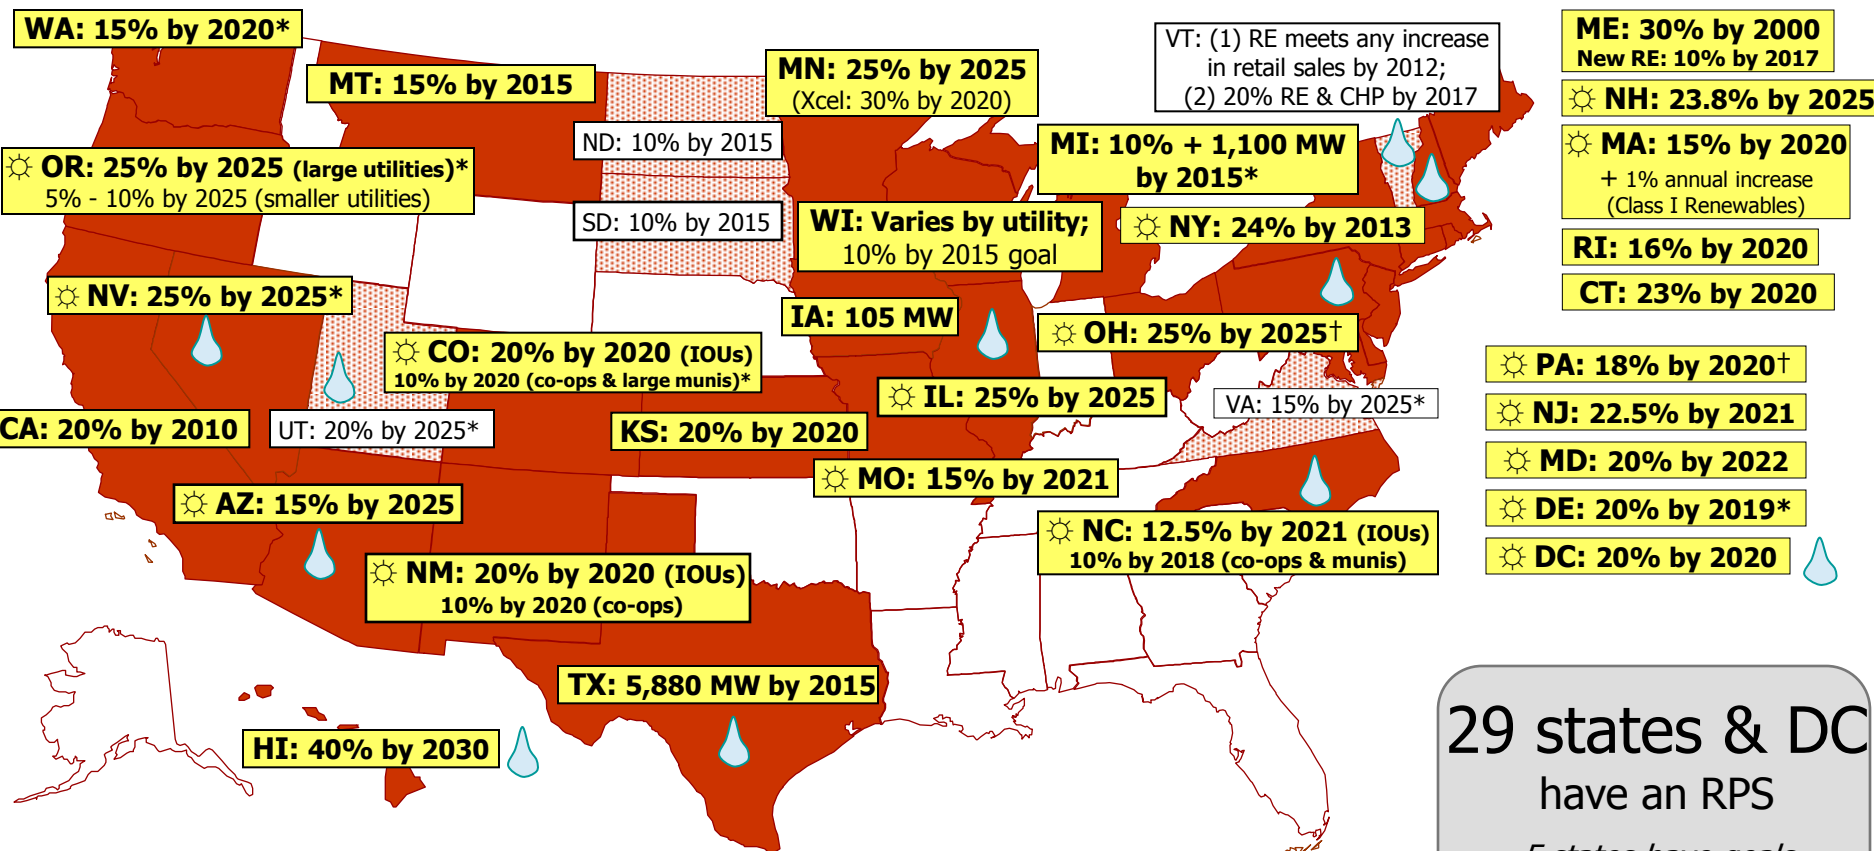 WA: 15% by 2020*
MT: 15% by 2015
MN: 25% by 2025
(Xcel: 30% by 2020)
VT: (1) RE meets any increase
in retail sales by 2012;
(2) 20% RE & CHP by 2017
ME: 30% by 2000
New RE: 10% by 2017
☼ NH: 23.8% by 2025
☼ MA: 15% by 2020
+ 1% annual increase
(Class I Renewables)
RI: 16% by 2020
CT: 23% by 2020
ND: 10% by 2015
MI: 10% + 1,100 MW
by 2015*
☼ OR: 25% by 2025 (large utilities)*
5% - 10% by 2025 (smaller utilities)
SD: 10% by 2015
WI: Varies by utility;
10% by 2015 goal
☼ NY: 24% by 2013
☼ NV: 25% by 2025*
IA: 105 MW
☼ OH: 25% by 2025†
☼ CO: 20% by 2020 (IOUs)
10% by 2020 (co-ops & large munis)*
☼ PA: 18% by 2020†
☼ IL: 25% by 2025
VA: 15% by 2025*
☼ NJ: 22.5% by 2021
CA: 20% by 2010
UT: 20% by 2025*
KS: 20% by 2020
☼ MD: 20% by 2022
☼ MO: 15% by 2021
☼ AZ: 15% by 2025
☼ DE: 20% by 2019*
☼ NC: 12.5% by 2021 (IOUs)
10% by 2018 (co-ops & munis)
☼ DC: 20% by 2020
☼ NM: 20% by 2020 (IOUs)
10% by 2020 (co-ops)
TX: 5,880 MW by 2015
HI: 40% by 2030
29 states & DC
have an RPS
5 states have goals